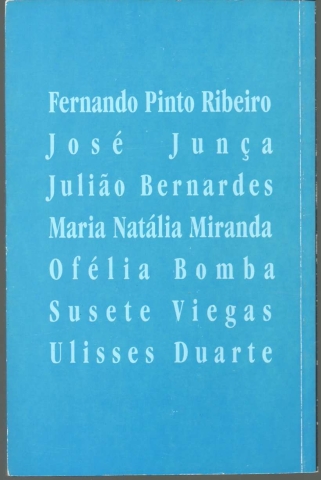 Fernando Pinto Ribeiro
José Junça
Julião Bernardes
Maria Natália Miranda
Ofélia Bomba
Susete Viegas
Ulisses Duarte